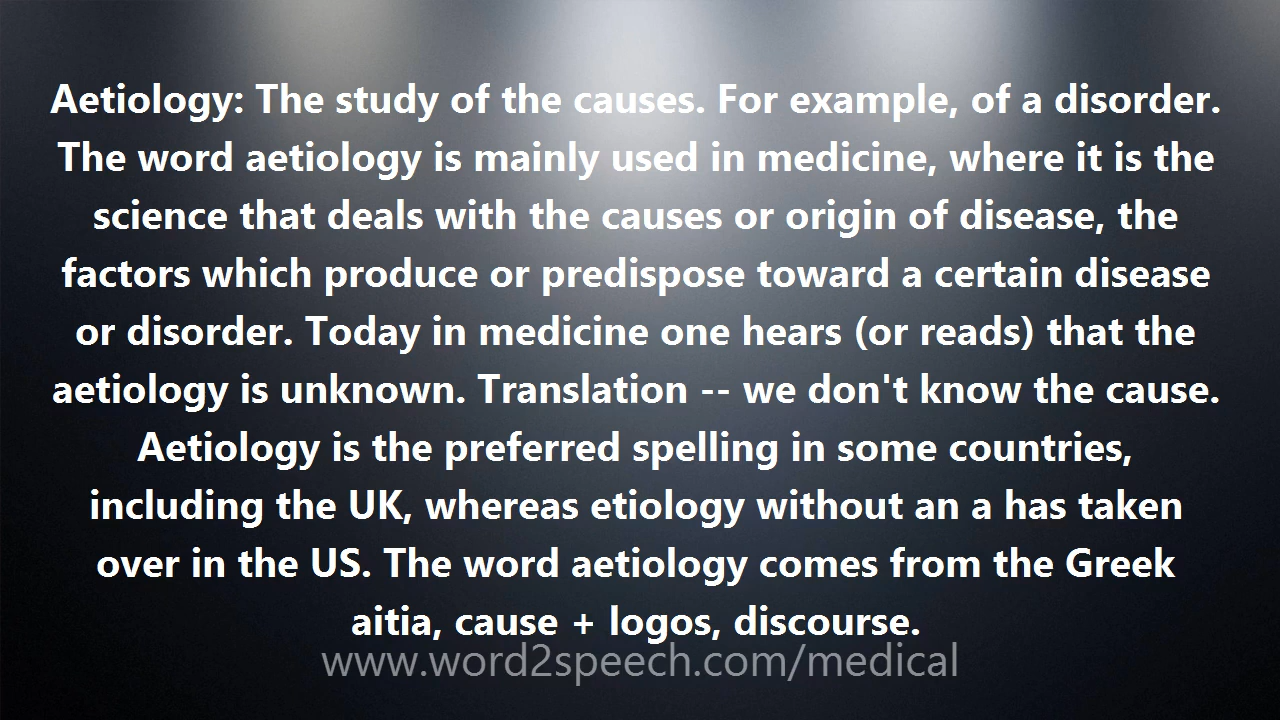 Aetiology: The study of the causes. For example, of a disorder.
The word aetiology is mainly used in medicine, where it is the
science that deals with the causes or origin of disease, the
factors which produce or predispose toward a certain disease
or disorder. Today in medicine one hears (or reads) that the
aetiology is unknown. Translation -- we don't know the cause.
Aetiology is the preferred spelling in some countries,
including the UK, whereas etiology without an a has taken
over in the US. The word aetiology comes from the Greek
aitia, cause + logos, discourse.
www.word2speech.com/medical